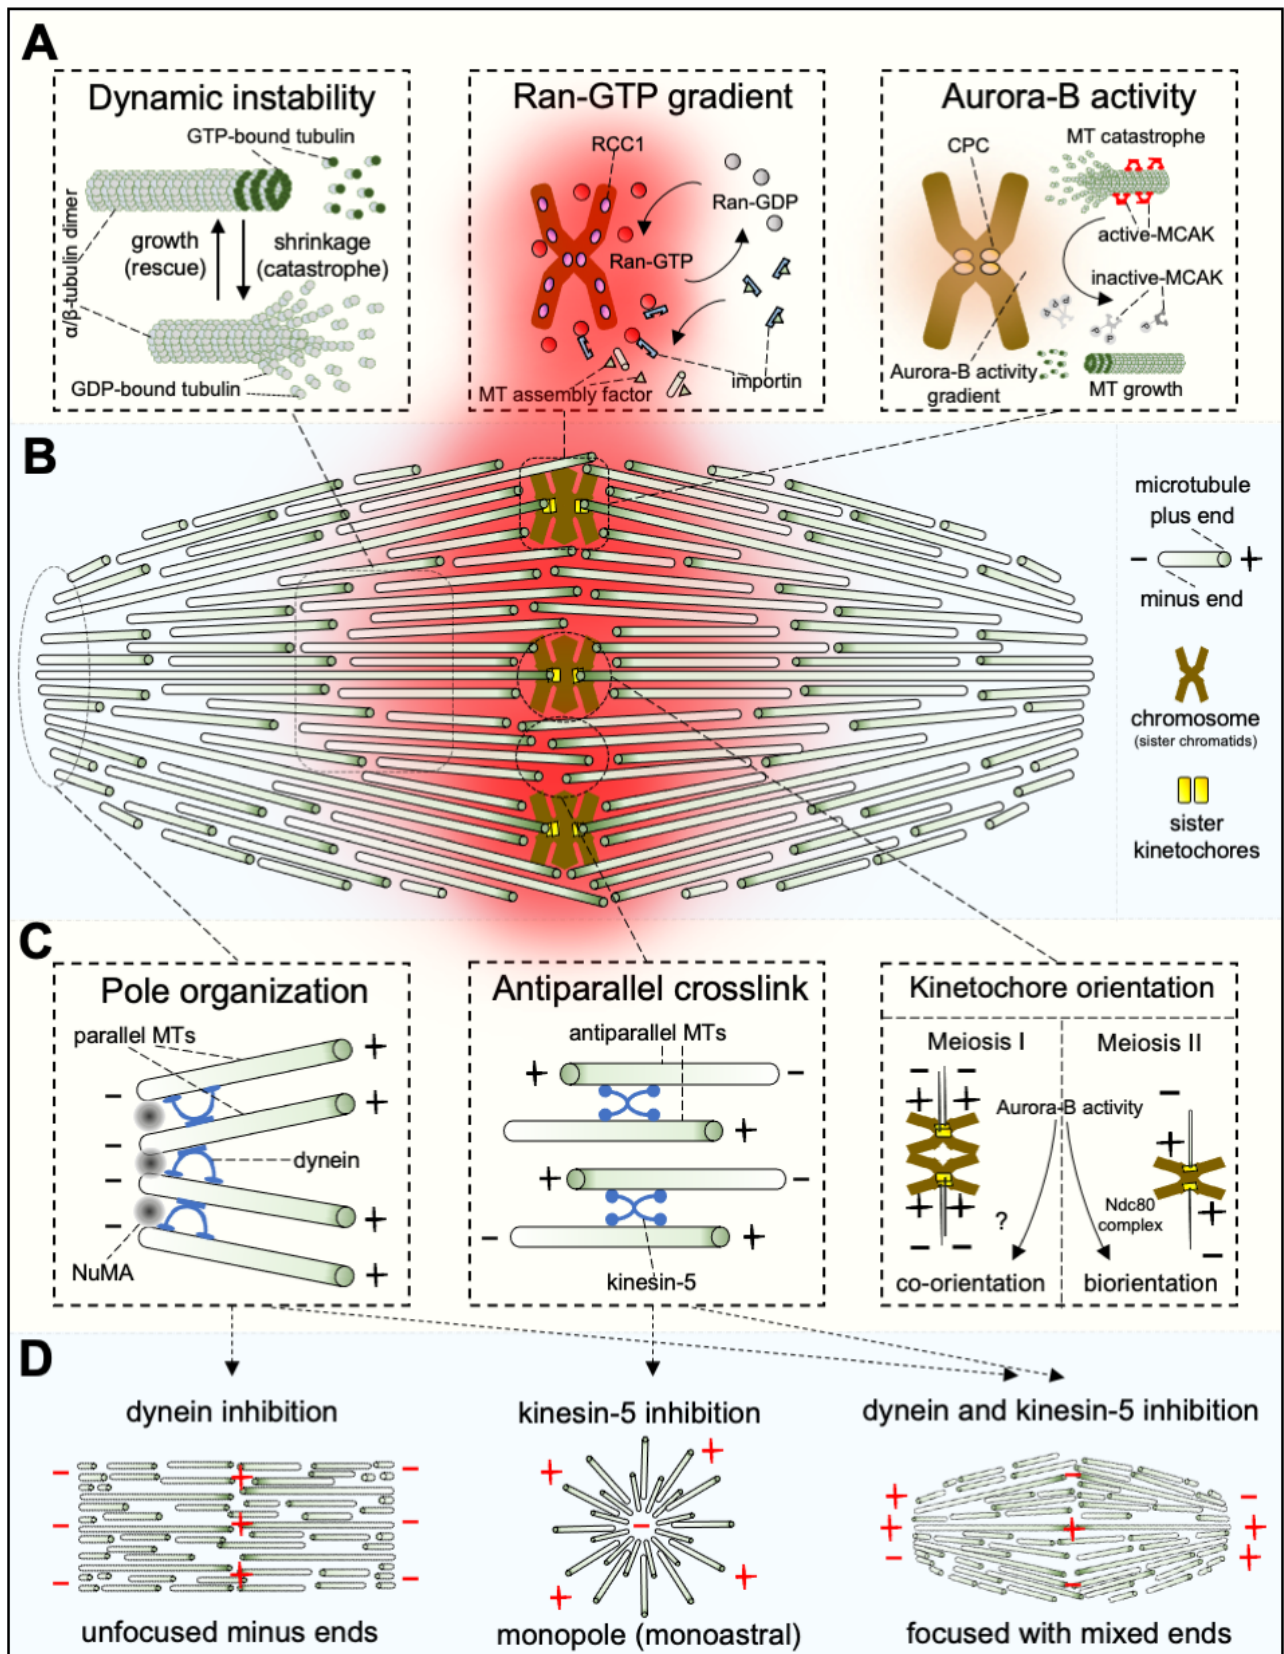 A
Dynamic instability
GTP-bound tubulin
α/β-tubulin dimer
growth
(rescue)
shrinkage
(catastrophe)
GDP-bound tubulin
Ran-GTP gradient
RCC1
Ran-GDP
Ran-GTP
importin
MT assembly factor
Aurora-B activity
CPC
MT catastrophe
active-MCAK
inactive-MCAK
P
Aurora-B activity
gradient
MT growth
B
microtubule
plus end
− +
minus end
chromosome
(sister chromatids)
sister
kinetochores
C
Pole organization
parallel MTs
− +
− +
dynein
− +
− +
NuMA
Antiparallel crosslink
antiparallel MTs
+ −
+
+ −
− +
kinesin-5
Kinetochore orientation
Meiosis I
Meiosis II
− −
+ +
Aurora-B activity
−
+
+ +
− −
?
Ndc80
complex
+
−
co-orientation
biorientation
D
dynein inhibition
− + −
− + −
− + −
unfocused minus ends
kinesin-5 inhibition
+ +
−
+ +
monopole (monoastral)
dynein and kinesin-5 inhibition
−
+ −
+ + +
− +
−
focused with mixed ends